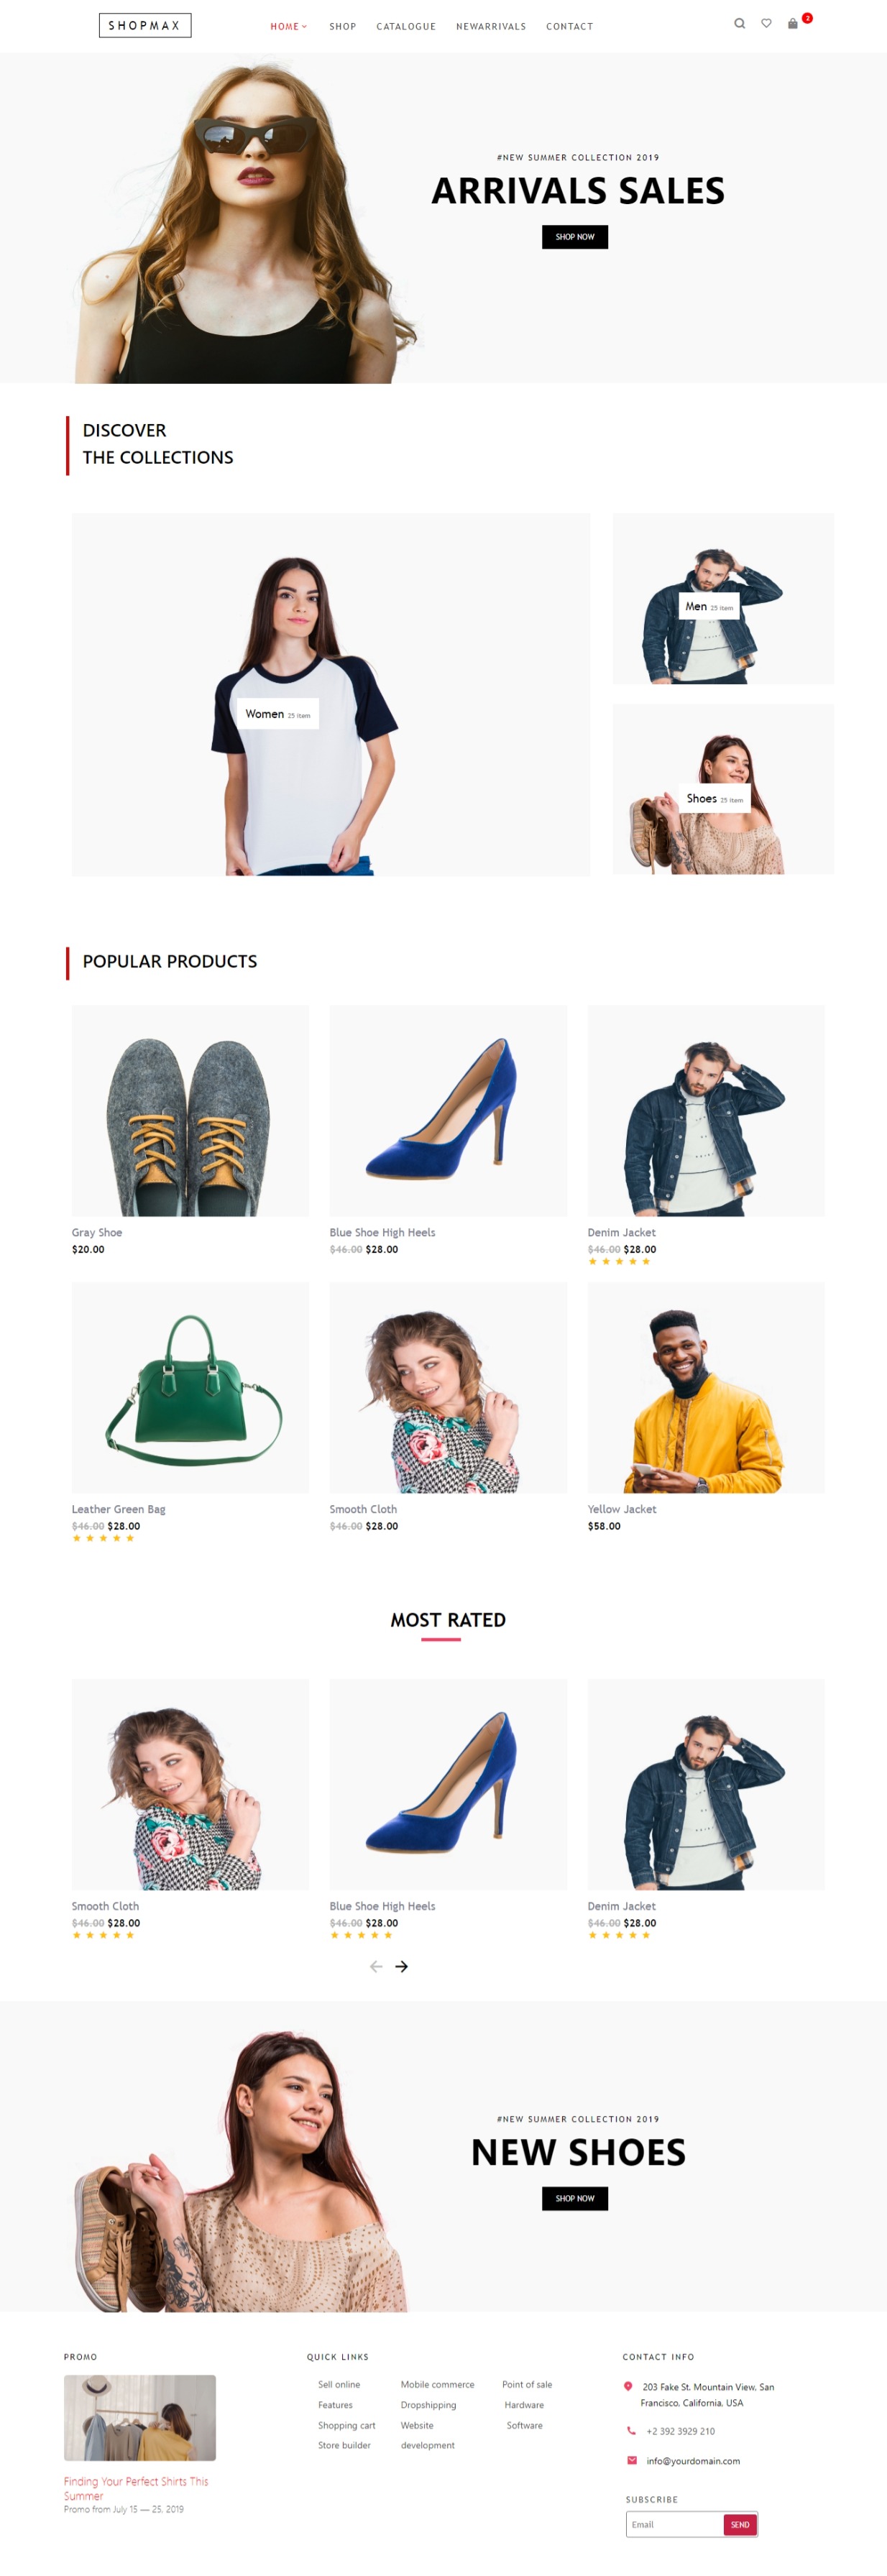 SHOPMAX
HOME SHOP CATALOGUE NEWARRIVALS CONTACT
2
#NEW SUMMER COLLECTION 2019
ARRIVALS SALES
SHOP NOW
DISCOVER
THE COLLECTIONS
Women 25 Item
Men 25 Item
Shoes 25 Item
POPULAR PRODUCTS
Gray Shoe
$20.00
Blue Shoe High Heels
$46.00 $28.00
Denim Jacket
$46.00 $28.00
Leather Green Bag
$46.00 $28.00
Smooth Cloth
$46.00 $28.00
Yellow Jacket
$58.00
MOST RATED
Smooth Cloth
$46.00 $28.00
Blue Shoe High Heels
$46.00 $28.00
Denim Jacket
$46.00 $28.00
#NEW SUMMER COLLECTION 2019
NEW SHOES
SHOP NOW
PROMO
Finding Your Perfect Shirts This
Summer
Promo from July 15 — 25, 2019
QUICK LINKS
Sell online
Features
Shopping cart
Store builder
Mobile commerce
Dropshipping
Website
development
Point of sale
Hardware
Software
CONTACT INFO
203 Fake St. Mountain View, San
Francisco, California, USA
+2 392 3929 210
info@yourdomain.com
SUBSCRIBE
Email
SEND